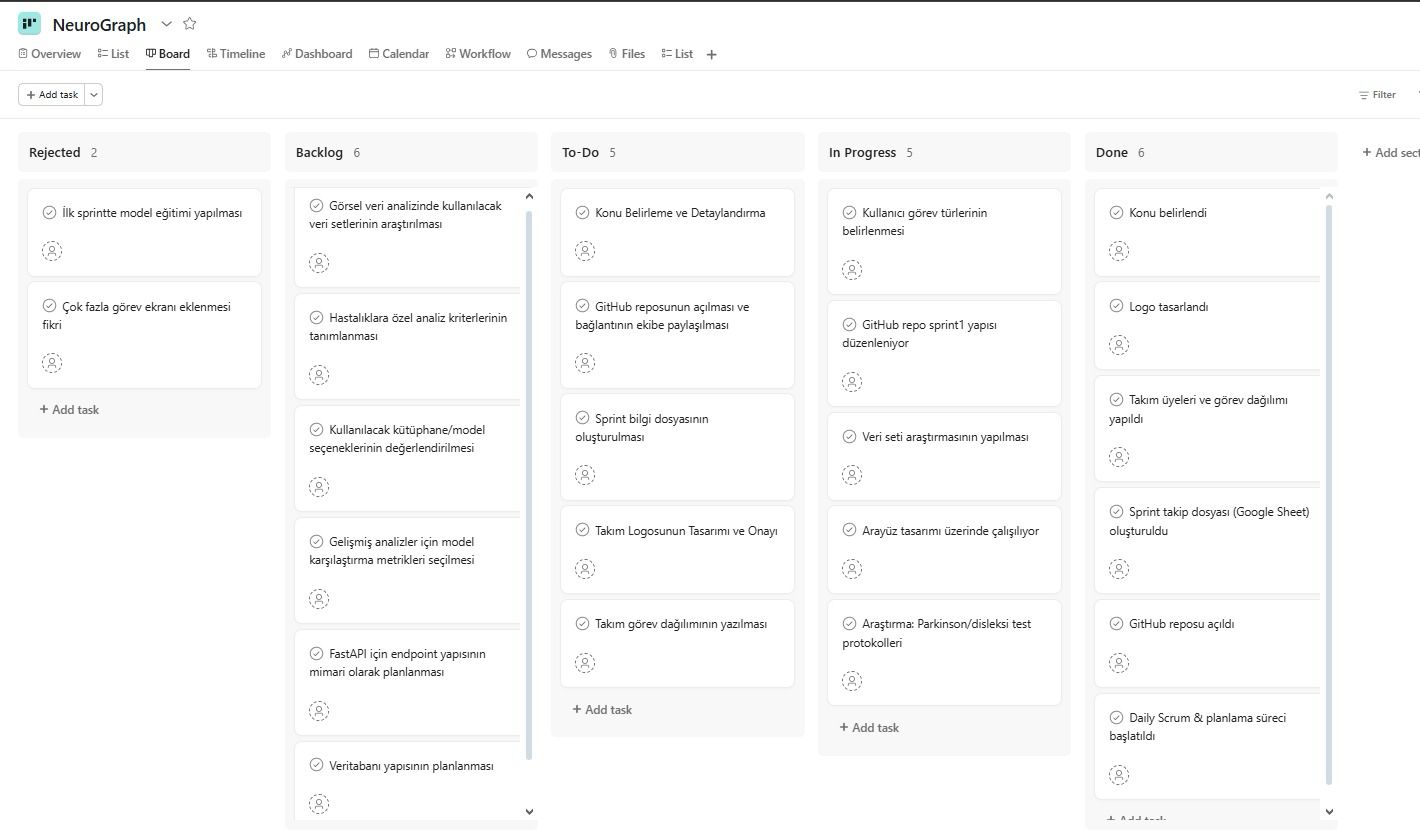 NeuroGraph
Overview
List
Board
Timeline
Dashboard
Calendar
Workflow
Messages
Files
List
+ Add task
Filter
Rejected 2
İlk sprintte model eğitimi yapılması
Çok fazla görev ekranı eklenmesi
fikri
+ Add task
Backlog 6
Görsel veri analizinde kullanılacak
veri setlerinin araştırılması
Hastalıklara özel analiz kriterlerinin
tanımlanması
Kullanılacak kütüphane/model
seçeneklerinin değerlendirilmesi
Gelişmiş analizler için model
karşılaştırma metrikleri seçilmesi
FastAPI için endpoint yapısının
mimari olarak planlanması
Veritabanı yapısının planlanması
To-Do 5
Konu Belirleme ve Detaylandırma
GitHub reposunun açılması ve
bağlantının ekibe paylaşılması
Sprint bilgi dosyasının
oluşturulması
Takım Logosunun Tasarımı ve Onayı
Takım görev dağılımının yazılması
+ Add task
In Progress 5
Kullanıcı görev türlerinin
belirlenmesi
GitHub repo sprint1 yapısı
düzenleniyor
Veri seti araştırmasının yapılması
Arayüz tasarımı üzerinde çalışılıyor
Araştırma: Parkinson/disleksi test
protokolleri
+ Add task
Done 6
Konu belirlendi
Logo tasarlandı
Takım üyeleri ve görev dağılımı
yapıldı
Sprint takip dosyası (Google Sheet)
oluşturuldu
GitHub reposu açıldı
Daily Scrum & planlama süreci
başlatıldı
+ Add task
+ Add sect